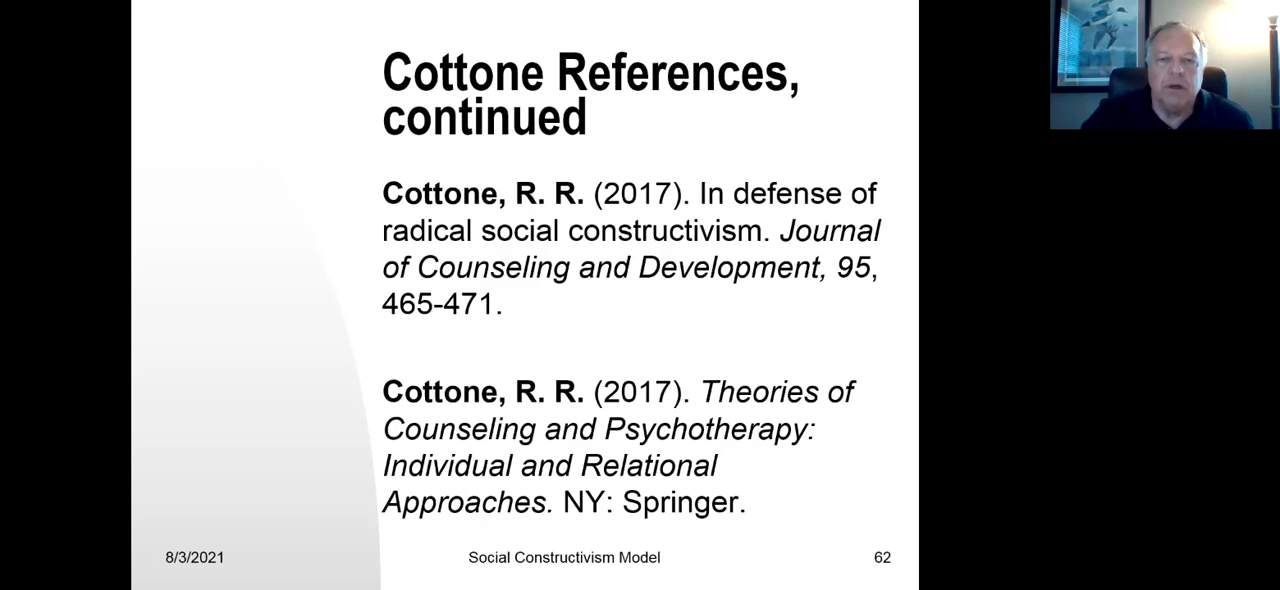 Cottone References,
continued
Cottone, R. R. (2017). In defense of
radical social constructivism. Journal
of Counseling and Development, 95,
465-471.
Cottone, R. R. (2017). Theories of
Counseling and Psychotherapy:
Individual and Relational
Approaches. NY: Springer.
8/3/2021
Social Constructivism Model
62